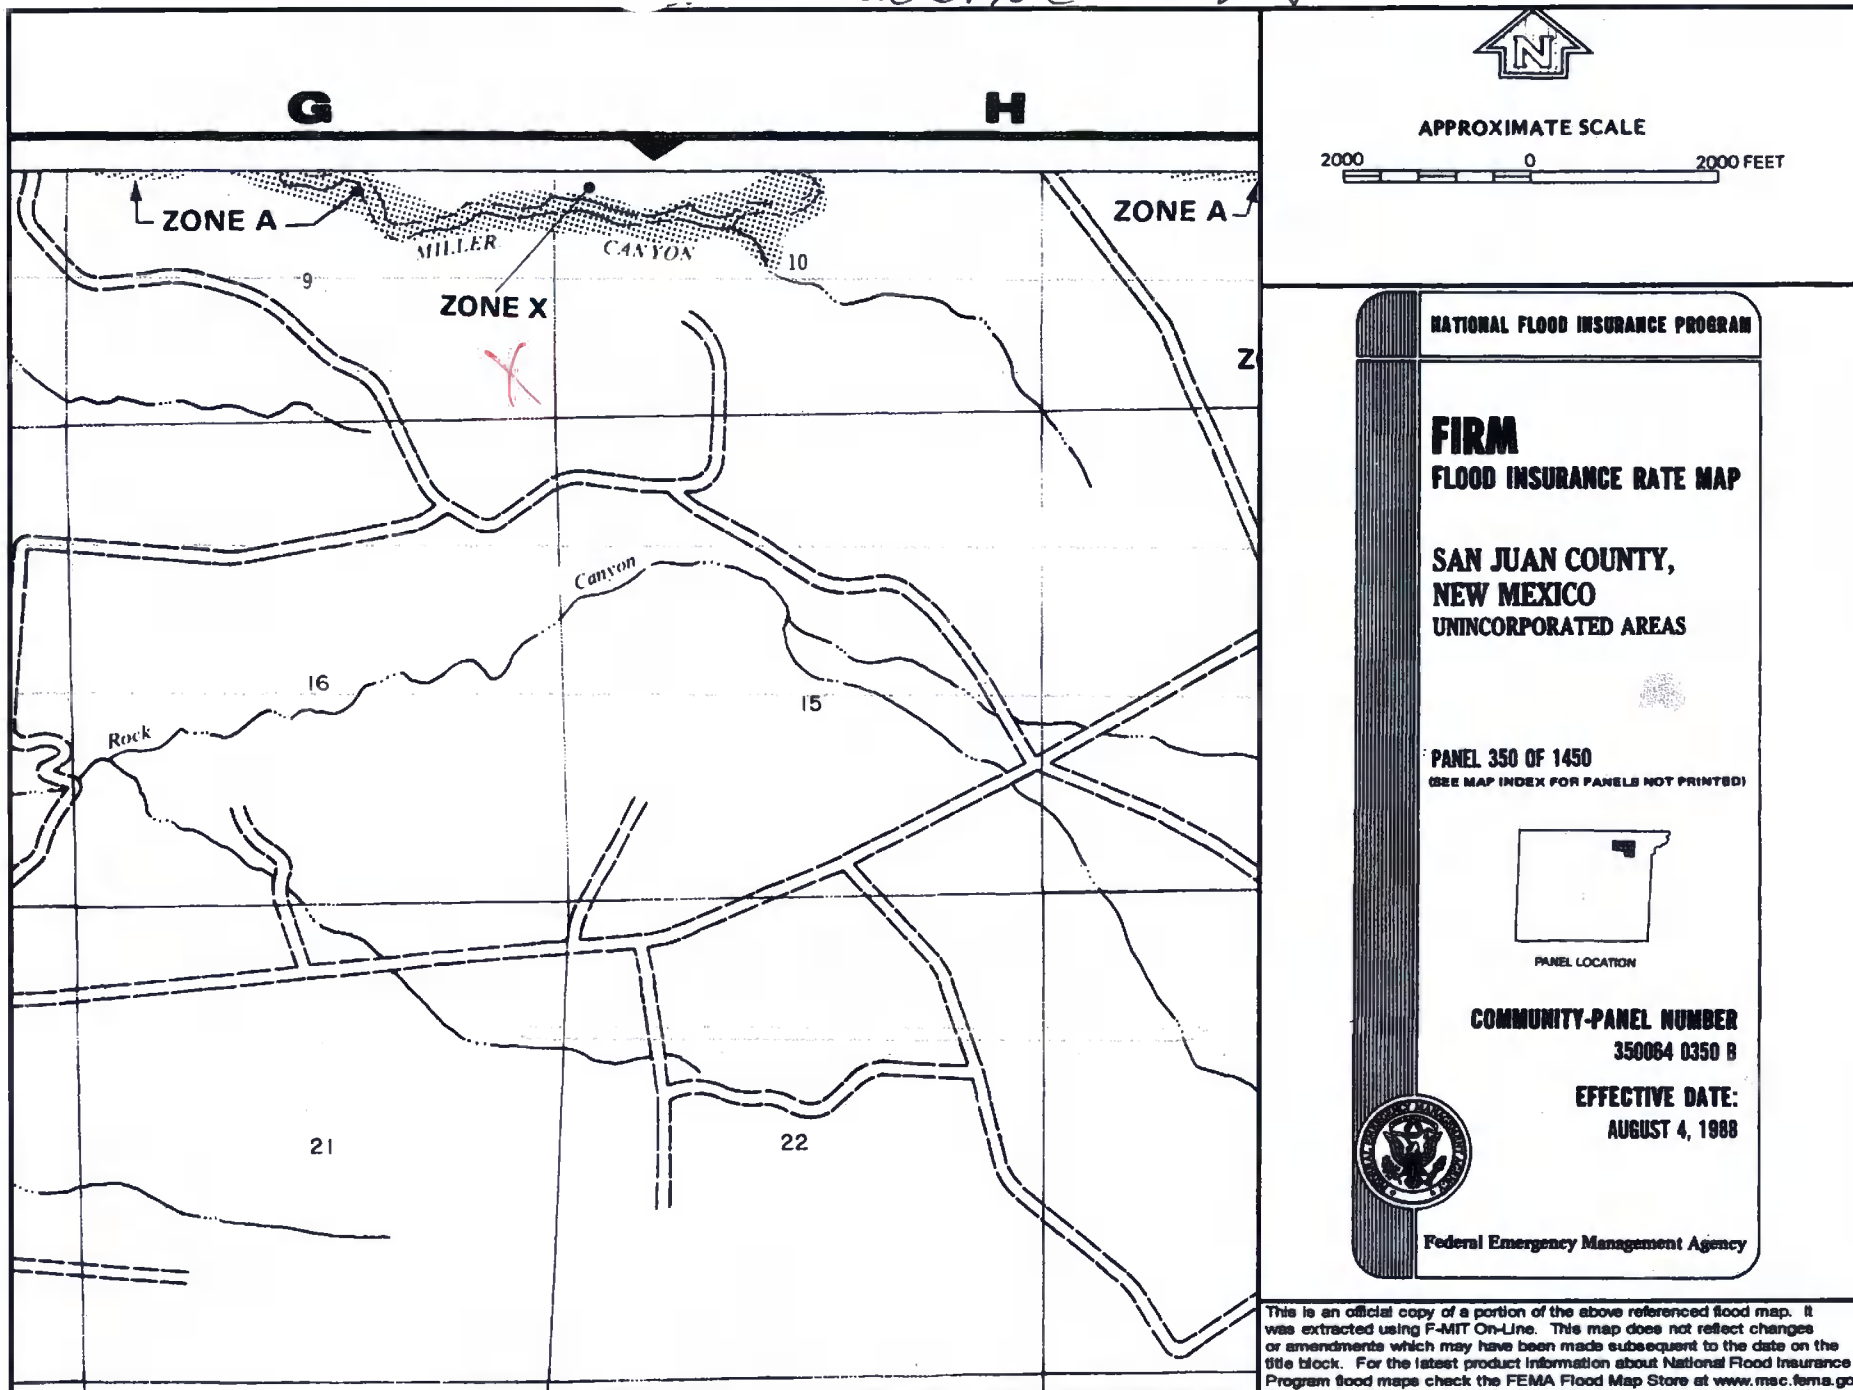 G
H
ZONE A
ZONE A
MILLER
CANYON
9
10
ZONE X
X
Canyon
16
15
Rock
21
22
N
APPROXIMATE SCALE
2000 0 2000 FEET
NATIONAL FLOOD INSURANCE PROGRAM
FIRM
FLOOD INSURANCE RATE MAP
SAN JUAN COUNTY,
NEW MEXICO
UNINCORPORATED AREAS
PANEL 350 OF 1450
(SEE MAP INDEX FOR PANELS NOT PRINTED)
PANEL LOCATION
COMMUNITY-PANEL NUMBER
350064 0350 B
EFFECTIVE DATE:
AUGUST 4, 1988
Federal Emergency Management Agency
This is an official copy of a portion of the above referenced flood map. It
was extracted using F-MIT On-Line. This map does not reflect changes
or amendments which may have been made subsequent to the date on the
title block. For the latest product information about National Flood Insurance
Program flood maps check the FEMA Flood Map Store at www.msc.fema.go